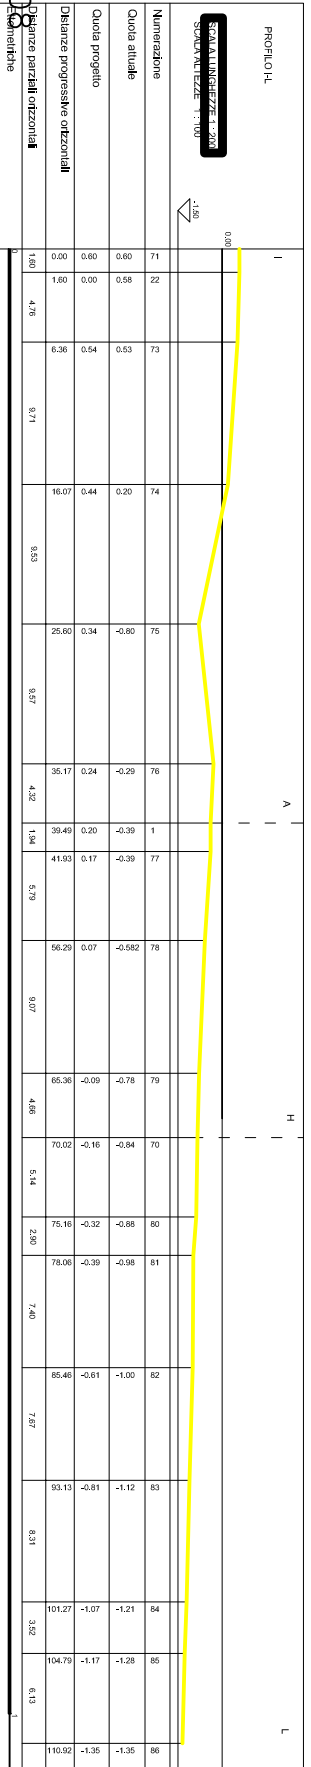 PROFILO I-L
SCALA LUNGHEZZE 1 : 200
SCALA ALTEZZE 1 : 100
-1.50
0.00
I
A
H
L
Numerazione 71 22 73 74 75 76 1 77 78 79 70 80 81 82 83 84 85 86
Quota attuale 0.60 0.58 0.53 0.20 -0.80 -0.29 -0.39 -0.39 -0.582 -0.78 -0.84 -0.88 -0.98 -1.00 -1.12 -1.21 -1.28 -1.35
Quota progetto 0.60 0.00 0.54 0.44 0.34 0.24 0.20 0.17 0.07 -0.09 -0.16 -0.32 -0.39 -0.61 -0.81 -1.07 -1.17 -1.35
Distanze progressive orizzontali 0.00 1.60 6.36 16.07 25.60 35.17 39.49 41.93 56.29 65.36 70.02 75.16 78.06 85.46 93.13 101.27 104.79 110.92
Distanze parziali orizzontali 1.60 4.76 9.71 9.53 9.57 4.32 1.94 5.79 9.07 4.66 5.14 2.90 7.40 7.67 8.31 3.52 6.13
Ettometriche 0 1